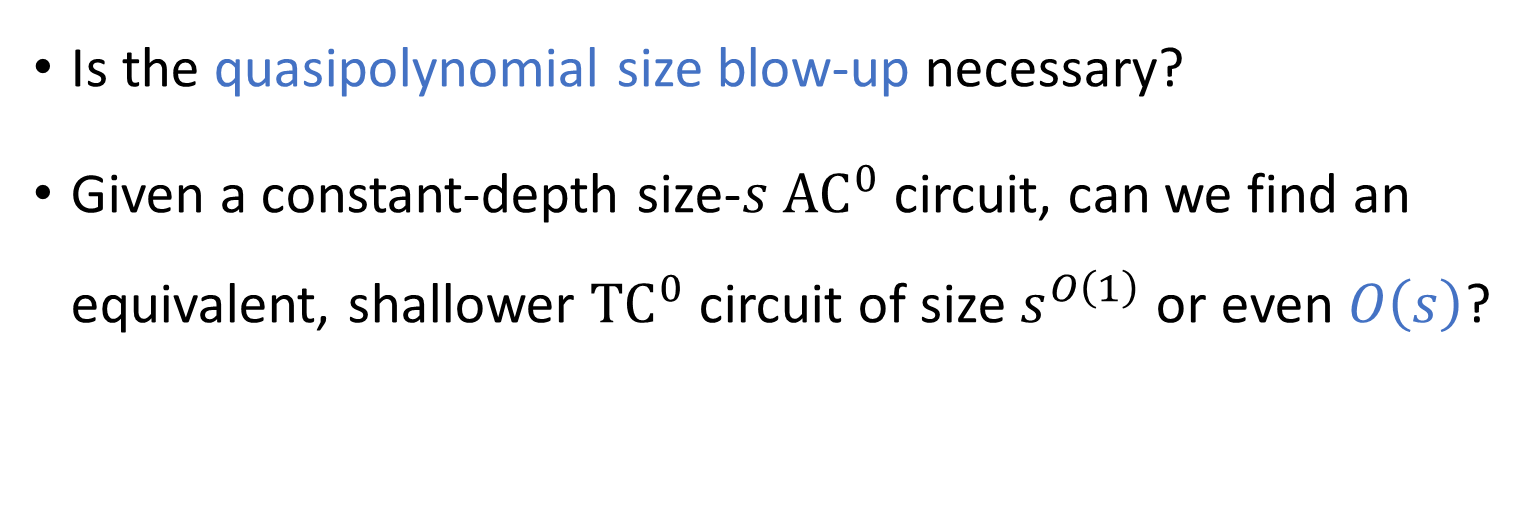 • Is the quasipolynomial size blow-up necessary?
• Given a constant-depth size-𝑠 AC⁰ circuit, can we find an
equivalent, shallower TC⁰ circuit of size 𝑠^{𝑂(1)} or even 𝑂(𝑠)?